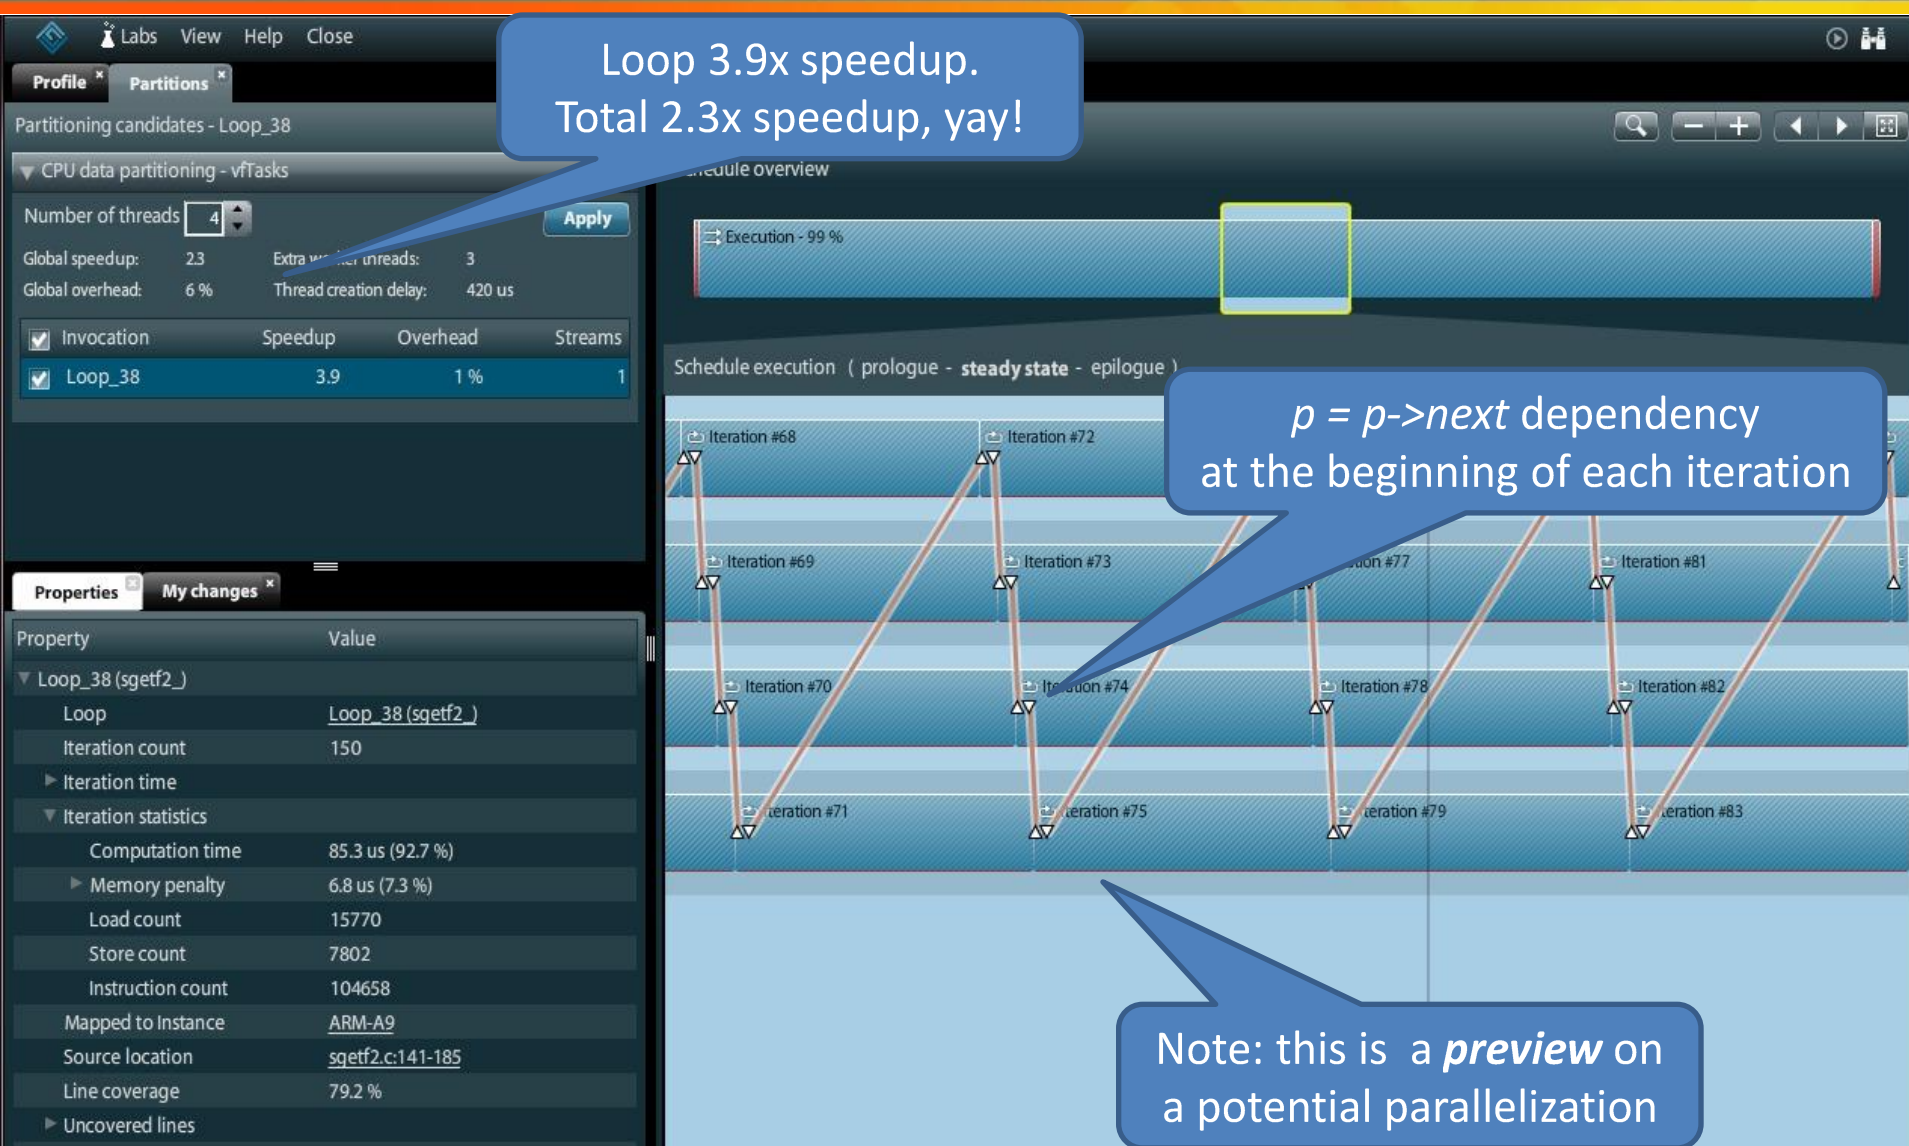 Labs View Help Close
Profile Partitions
Partitioning candidates - Loop_38
CPU data partitioning - vfTasks
Number of threads 4 Apply
Global speedup: 2.3 Extra threads: 3
Global overhead: 6 % Thread creation delay: 420 us
Invocation Speedup Overhead Streams
Loop_38 3.9 1 % 1
Loop 3.9x speedup.
Total 2.3x speedup, yay!
overview
Execution - 99 %
Schedule execution ( prologue - steady state - epilogue )
p = p->next dependency
at the beginning of each iteration
Iteration #68 Iteration #72
Iteration #69 Iteration #73 #77 Iteration #81
Iteration #70 Iteration #74 Iteration #78 Iteration #82
Iteration #71 Iteration #75 Iteration #79 Iteration #83
Note: this is a preview on
a potential parallelization
Properties My changes
Property Value
Loop_38 (sgetf2_)
Loop Loop_38 (sgetf2_)
Iteration count 150
Iteration time
Iteration statistics
Computation time 85.3 us (92.7 %)
Memory penalty 6.8 us (7.3 %)
Load count 15770
Store count 7802
Instruction count 104658
Mapped to Instance ARM-A9
Source location sgetf2.c:141-185
Line coverage 79.2 %
Uncovered lines